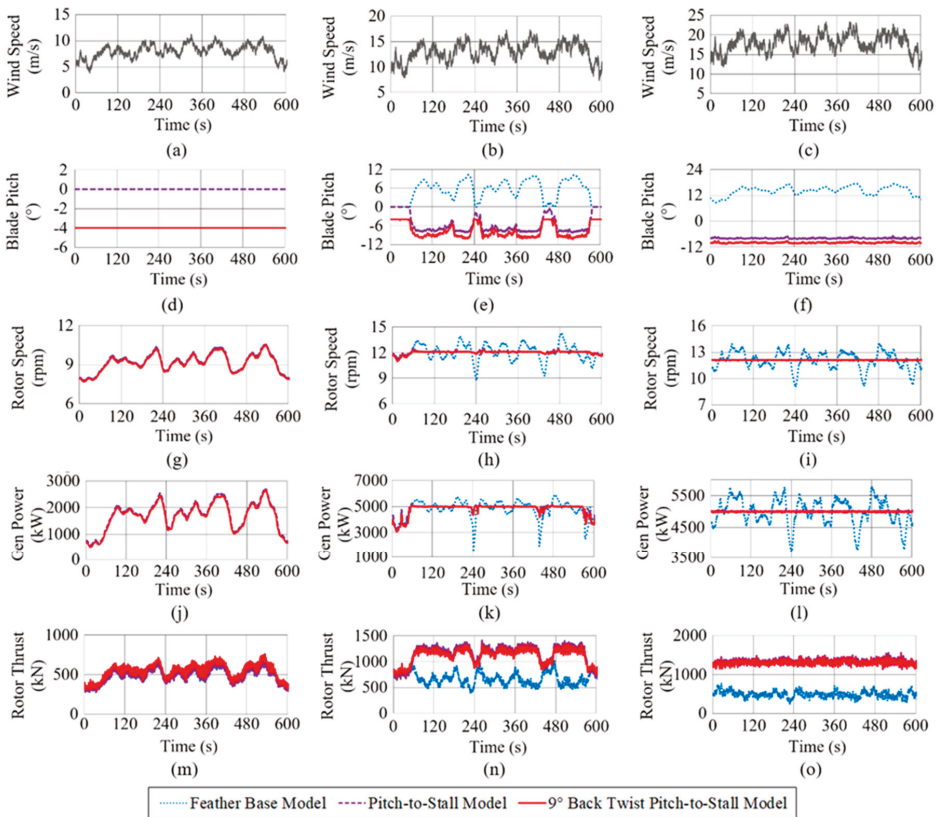 15
10
5
0
Wind Speed
(m/s)
0 120 240 360 480 600
Time (s)
(a)
20
15
10
5
Wind Speed
(m/s)
0 120 240 360 480 600
Time (s)
(b)
25
20
15
10
5
Wind Speed
(m/s)
0 120 240 360 480 600
Time (s)
(c)
2
0
-2
-4
-6
Blade Pitch
(°)
0 120 240 360 480 600
Time (s)
(d)
12
6
0
-6
-12
Blade Pitch
(°)
0 120 240 360 480 600
Time (s)
(e)
24
12
0
-12
Blade Pitch
(°)
0 120 240 360 480 600
Time (s)
(f)
12
9
6
Rotor Speed
(rpm)
0 120 240 360 480 600
Time (s)
(g)
15
12
9
6
Rotor Speed
(rpm)
0 120 240 360 480 600
Time (s)
(h)
16
14
11
9
6
Rotor Speed
(rpm)
0 120 240 360 480 600
Time (s)
(i)
3000
2000
1000
0
Gen Power
(kW)
0 120 240 360 480 600
Time (s)
(j)
7000
5000
3000
1000
Gen Power
(kW)
0 120 240 360 480 600
Time (s)
(k)
5500
4500
3500
Gen Power
(kW)
0 120 240 360 480 600
Time (s)
(l)
1000
500
0
Rotor Thrust
(kN)
0 120 240 360 480 600
Time (s)
(m)
1500
1000
500
0
Rotor Thrust
(kN)
0 120 240 360 480 600
Time (s)
(n)
2000
1000
0
Rotor Thrust
(kN)
0 120 240 360 480 600
Time (s)
(o)
Feather Base Model Pitch-to-Stall Model 9° Back Twist Pitch-to-Stall Model